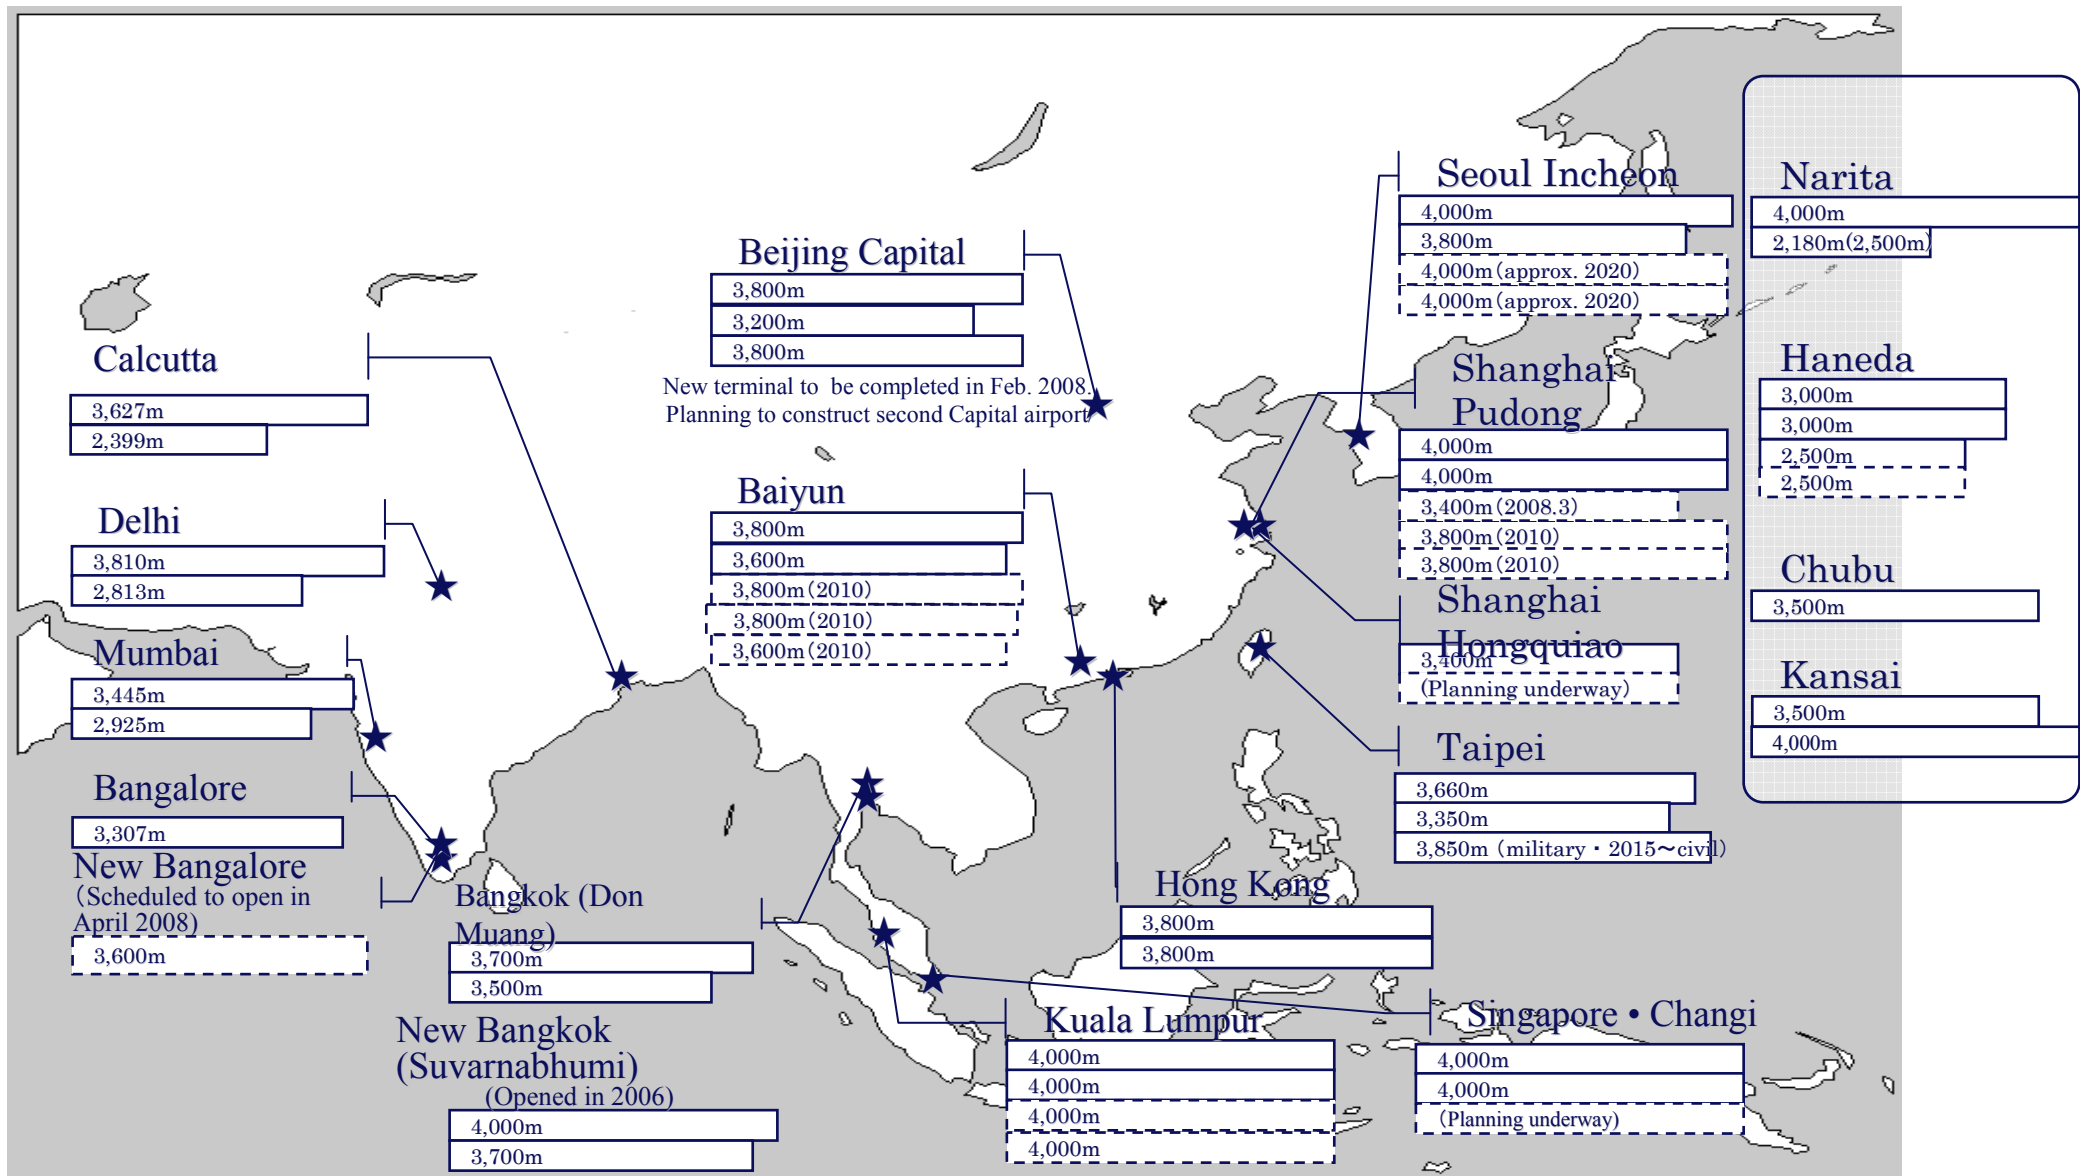 Calcutta
3,627m
2,399m
Delhi
3,810m
2,813m
Mumbai
3,445m
2,925m
Bangalore
3,307m
New Bangalore
(Scheduled to open in
April 2008)
3,600m
Beijing Capital
3,800m
3,200m
3,800m
New terminal to be completed in Feb. 2008.
Planning to construct second Capital airport
Baiyun
3,800m
3,600m
3,800m(2010)
3,800m(2010)
3,600m(2010)
Bangkok (Don
Muang)
3,700m
3,500m
New Bangkok
(Suvarnabhumi)
(Opened in 2006)
4,000m
3,700m
Seoul Incheon
4,000m
3,800m
4,000m(approx. 2020)
4,000m(approx. 2020)
Shanghai
Pudong
4,000m
4,000m
3,400m(2008.3)
3,800m(2010)
3,800m(2010)
Shanghai
Hongquiao
3,400m
(Planning underway)
Taipei
3,660m
3,350m
3,850m (military・2015～civil)
Hong Kong
3,800m
3,800m
Kuala Lumpur
4,000m
4,000m
4,000m
4,000m
Singapore • Changi
4,000m
4,000m
(Planning underway)
Narita
4,000m
2,180m(2,500m)
Haneda
3,000m
3,000m
2,500m
2,500m
Chubu
3,500m
Kansai
3,500m
4,000m